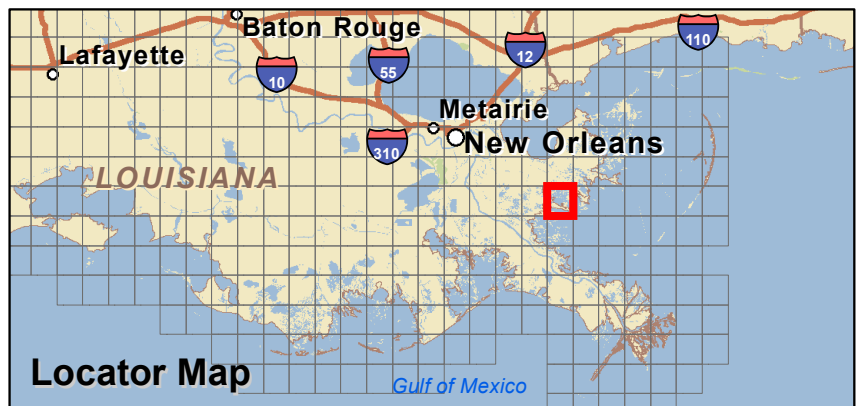 Baton Rouge
110
12
Lafayette
55
10
Metairie
New Orleans
310
LOUISIANA
Locator Map
Gulf of Mexico